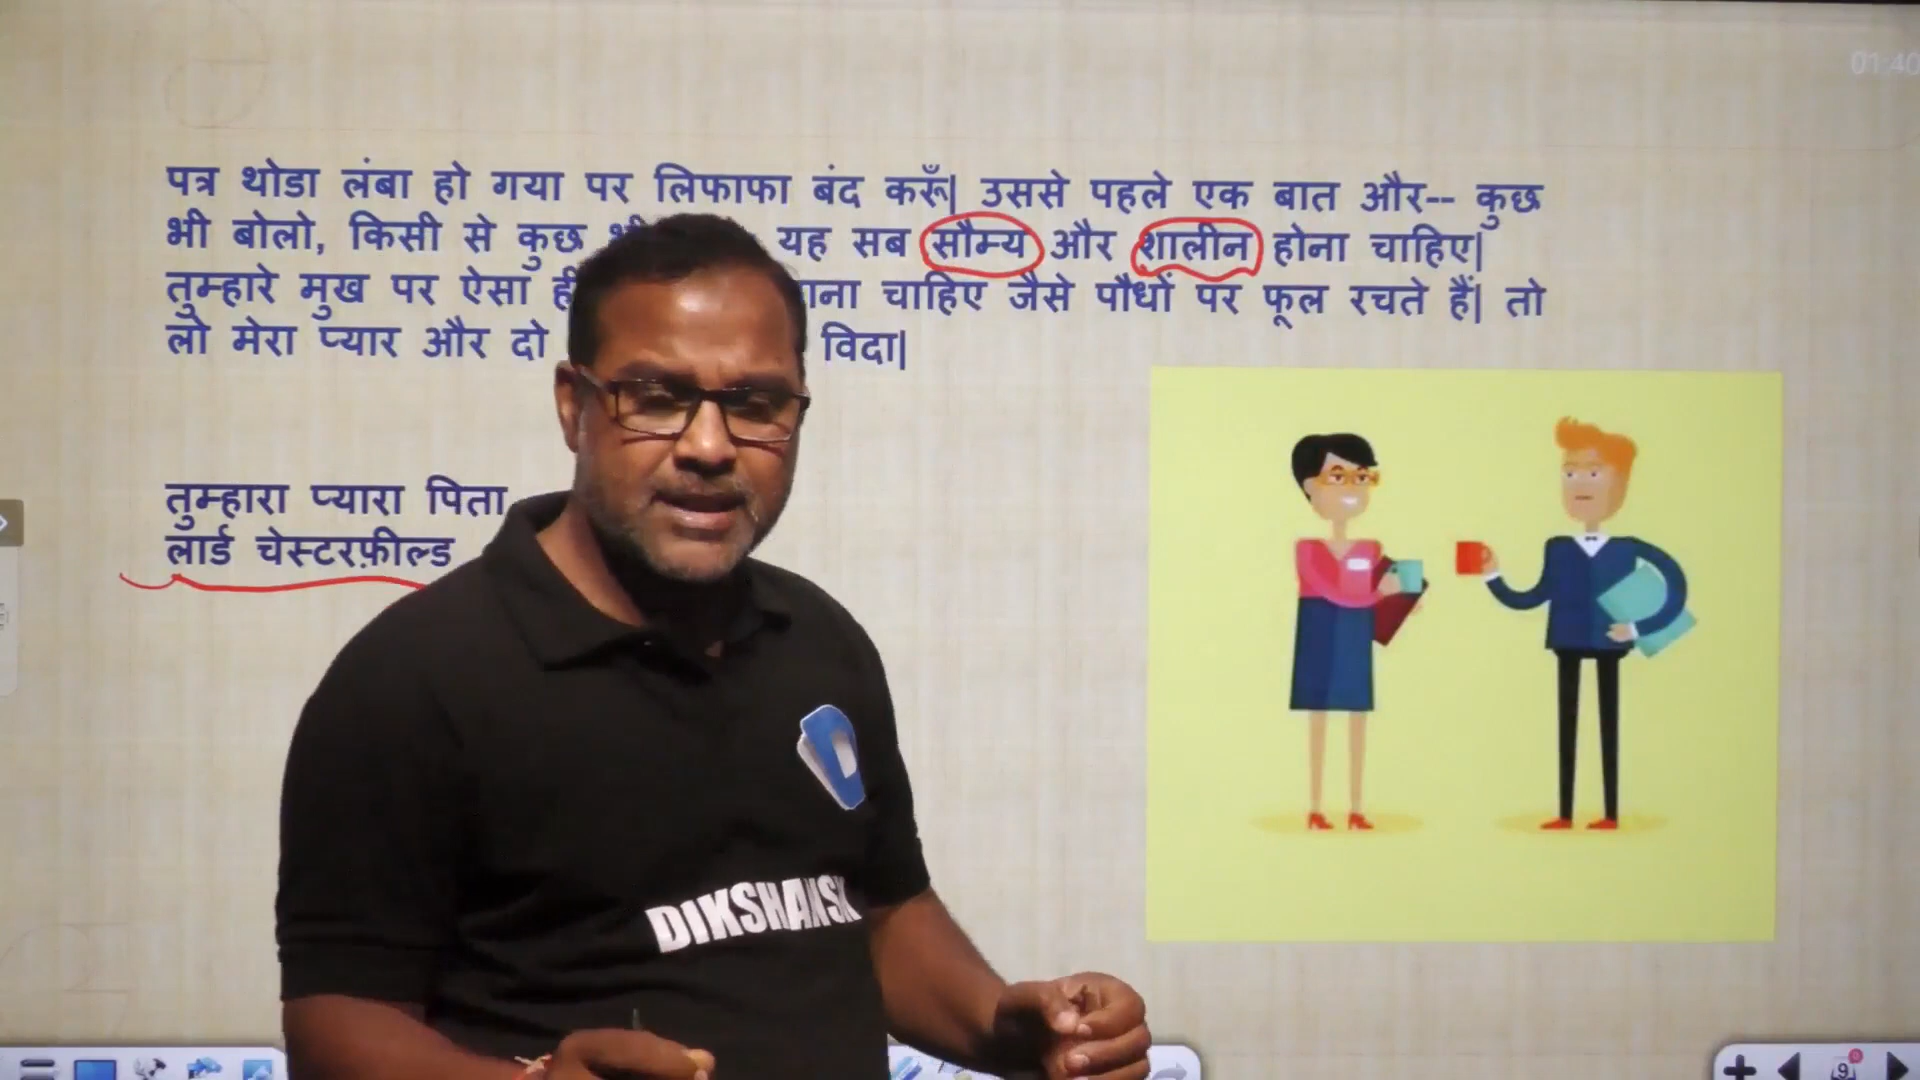 01:40
पत्र थोडा लंबा हो गया पर लिफाफा बंद करूँ| उससे पहले एक बात और-- कुछ
भी बोलो, किसी से कुछ यह सब सौम्य और शालीन होना चाहिए|
तुम्हारे मुख पर ऐसा चाहिए जैसे पौधों पर फूल रचते हैं| तो
लो मेरा प्यार और दो विदा|
तुम्हारा प्यारा पिता
लार्ड चेस्टरफ़ील्ड
D
DIKSHANSK
9